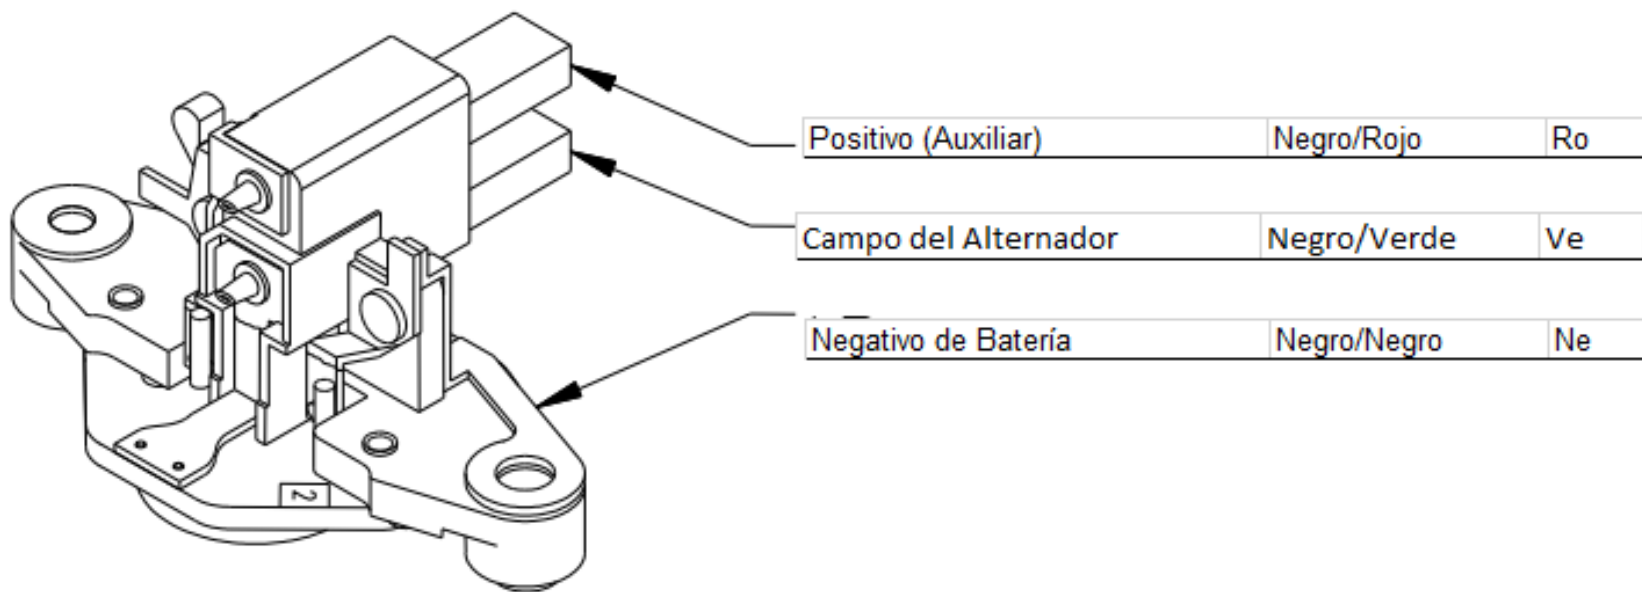 Positivo (Auxiliar) Negro/Rojo Ro
Campo del Alternador Negro/Verde Ve
Negativo de Batería Negro/Negro Ne
2